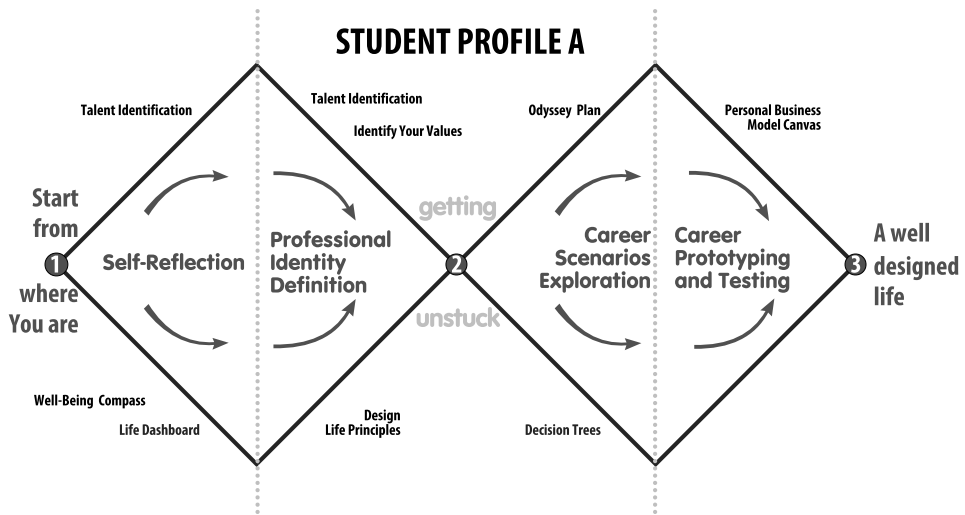 STUDENT PROFILE A
Talent Identification
Talent Identification
Identify Your Values
Odyssey Plan
Personal Business
Model Canvas
Start
from
1
where
You are
Self-Reflection
Professional
Identity
Definition
getting
2
unstuck
Career
Scenarios
Exploration
Career
Prototyping
and Testing
3
A well
designed
life
Well-Being Compass
Life Dashboard
Design
Life Principles
Decision Trees